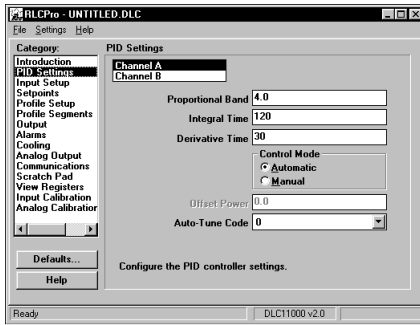 RLCPro - UNTITLED.DLC
File Settings Help
Category:
Introduction
PID Settings
Input Setup
Setpoints
Profile Setup
Profile Segments
Output
Alarms
Cooling
Analog Output
Communications
Scratch Pad
View Registers
Input Calibration
Analog Calibration
Defaults...
Help
PID Settings
Channel A
Channel B
Proportional Band 4.0
Integral Time 120
Derivative Time 30
Control Mode
Automatic
Manual
Offset Power 0.0
Auto-Tune Code 0
Configure the PID controller settings.
Ready DLC11000 v2.0